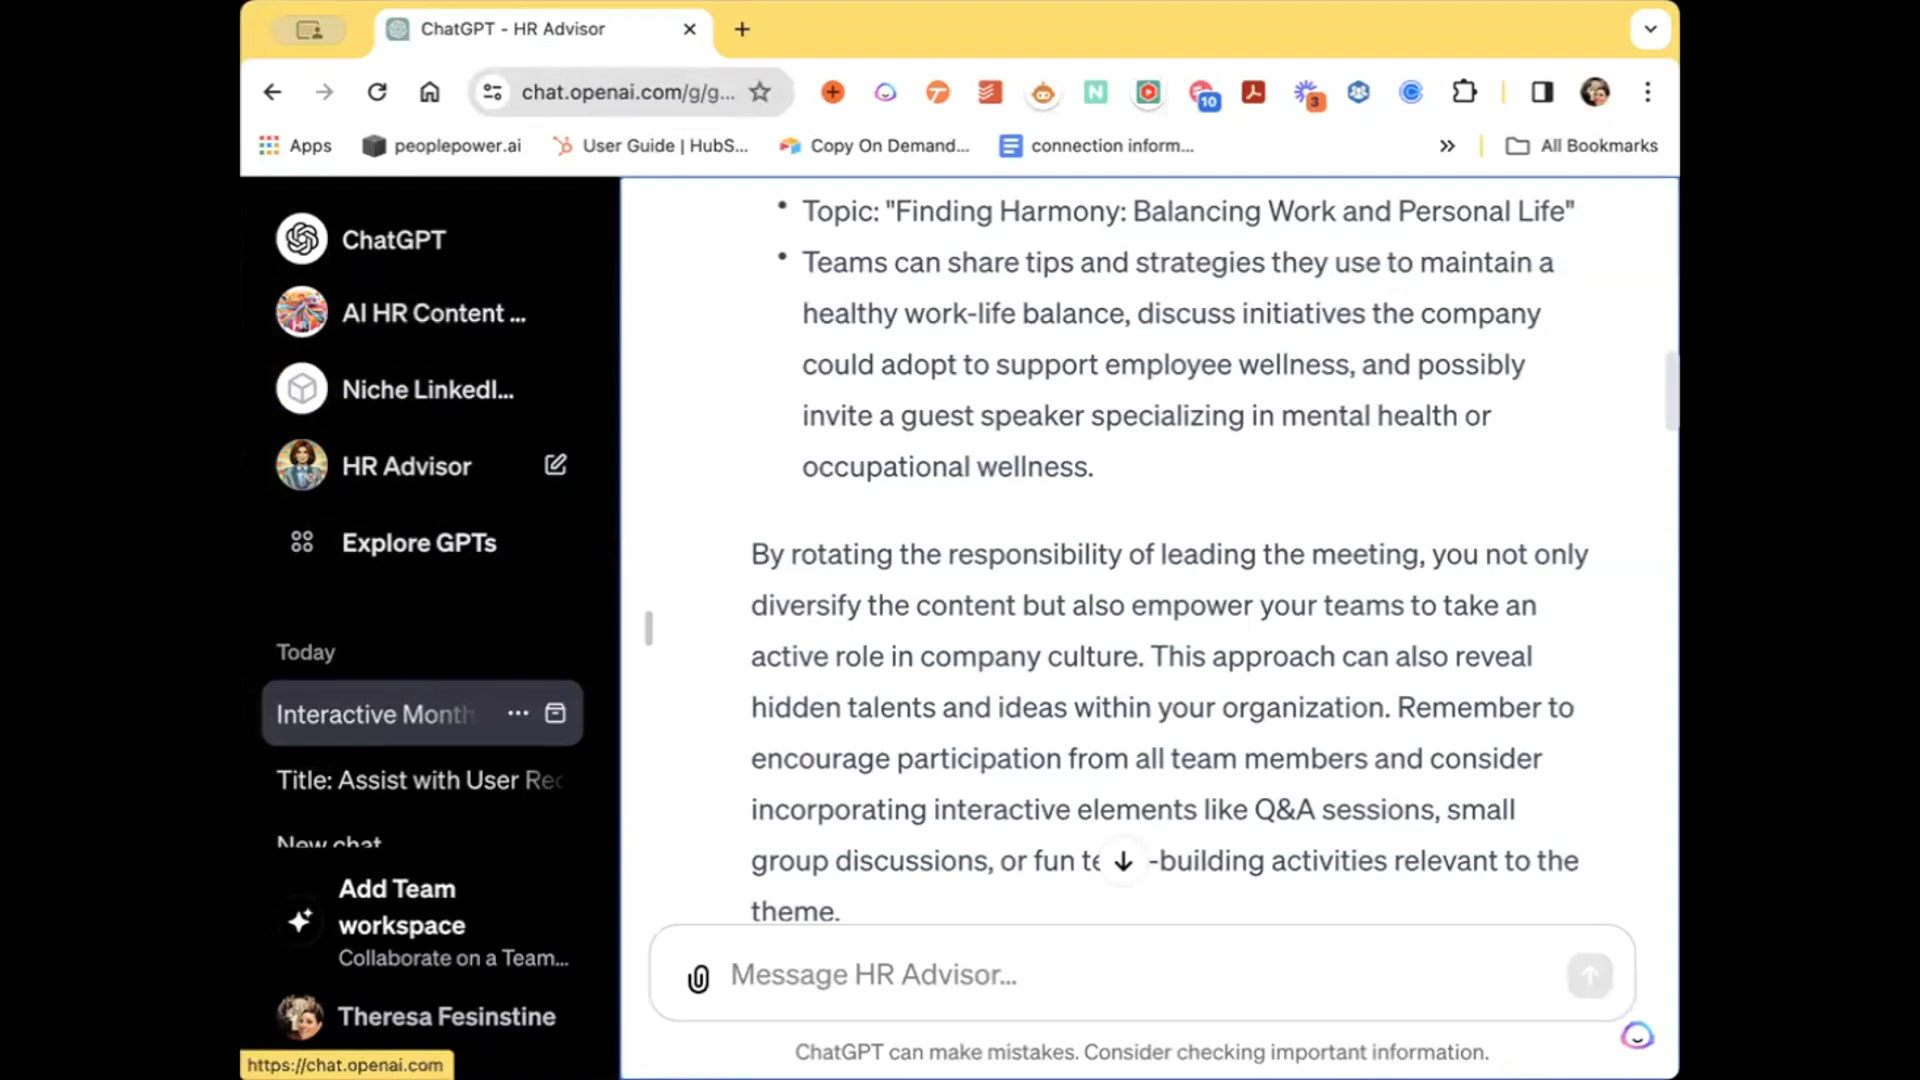 ChatGPT - HR Advisor
chat.openai.com/g/g...
10
3
Apps
peoplepower.ai
User Guide | HubS...
Copy On Demand...
connection inform...
All Bookmarks
ChatGPT
AI HR Content ...
Niche LinkedI...
HR Advisor
Explore GPTs
Today
Interactive Month
Title: Assist with User Rec
New chat
Add Team
workspace
Collaborate on a Team...
Theresa Fesinstine
https://chat.openai.com
• Topic: "Finding Harmony: Balancing Work and Personal Life"
• Teams can share tips and strategies they use to maintain a
healthy work-life balance, discuss initiatives the company
could adopt to support employee wellness, and possibly
invite a guest speaker specializing in mental health or
occupational wellness.
By rotating the responsibility of leading the meeting, you not only
diversify the content but also empower your teams to take an
active role in company culture. This approach can also reveal
hidden talents and ideas within your organization. Remember to
encourage participation from all team members and consider
incorporating interactive elements like Q&A sessions, small
group discussions, or fun te -building activities relevant to the
theme.
Message HR Advisor...
ChatGPT can make mistakes. Consider checking important information.